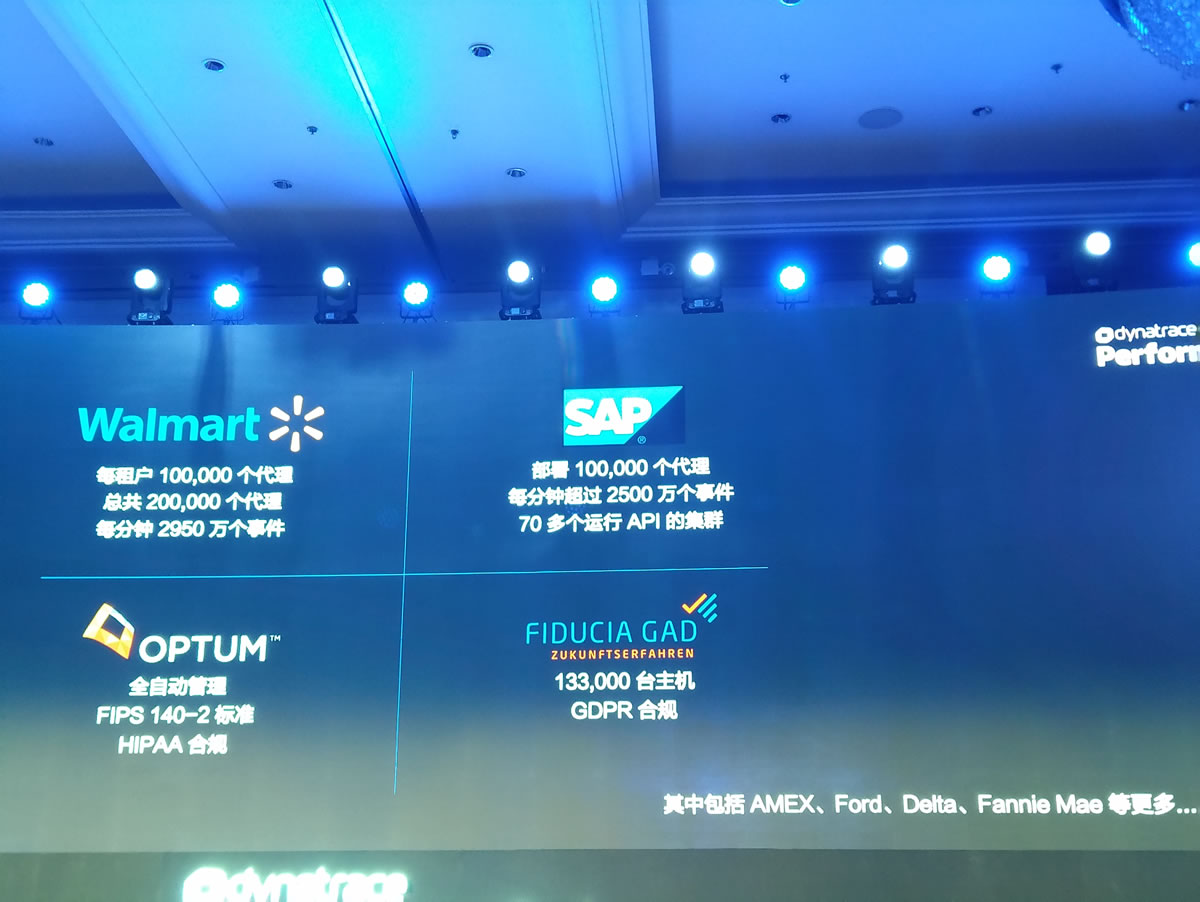 dynatrace
Perform
Walmart
每租户 100,000 个代理
总共 200,000 个代理
每分钟 2950 万个事件
SAP®
部署 100,000 个代理
每分钟超过 2500 万个事件
70 多个运行 API 的集群
OPTUM™
全自动管理
FIPS 140-2 标准
HIPAA 合规
FIDUCIA GAD
ZUKUNFTSERFAHREN
133,000 台主机
GDPR 合规
其中包括 AMEX、Ford、Delta、Fannie Mae 等更多...
dynatrace